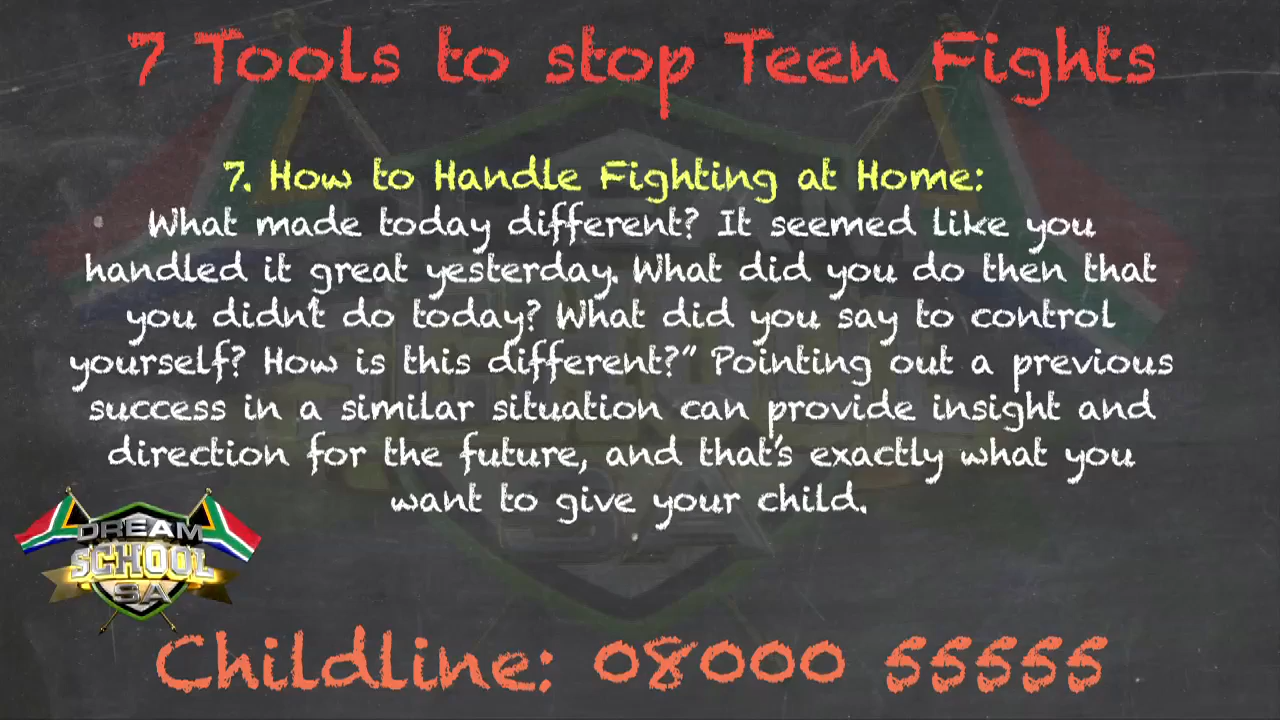 7 Tools to stop Teen Fights
7. How to Handle Fighting at Home:
What made today different? It seemed like you
handled it great yesterday. What did you do then that
you didn't do today? What did you say to control
yourself? How is this different?" Pointing out a previous
success in a similar situation can provide insight and
direction for the future, and that's exactly what you
want to give your child.
DREAM
SCHOOL
SA
Childline: 08000 55555